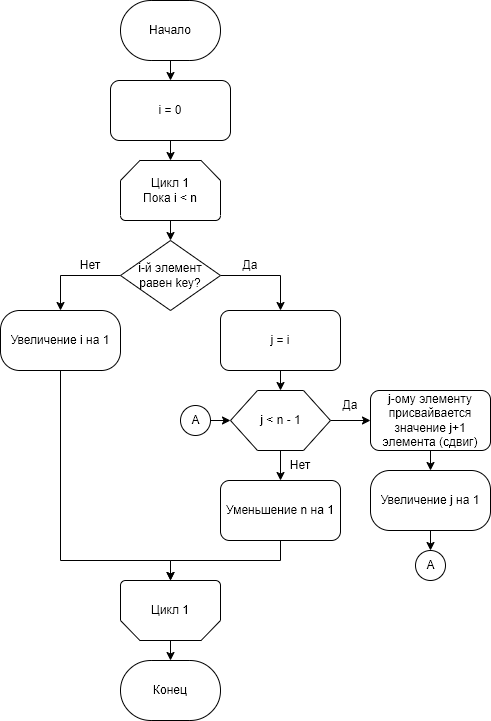 Начало
i = 0
Цикл 1
Пока i < n
i-й элемент
равен key?
Нет
Да
Увеличение i на 1
j = i
A
j < n - 1
Да
j-ому элементу
присвайвается
значение j+1
элемента (сдвиг)
Нет
Уменьшение n на 1
Увеличение j на 1
A
Цикл 1
Конец